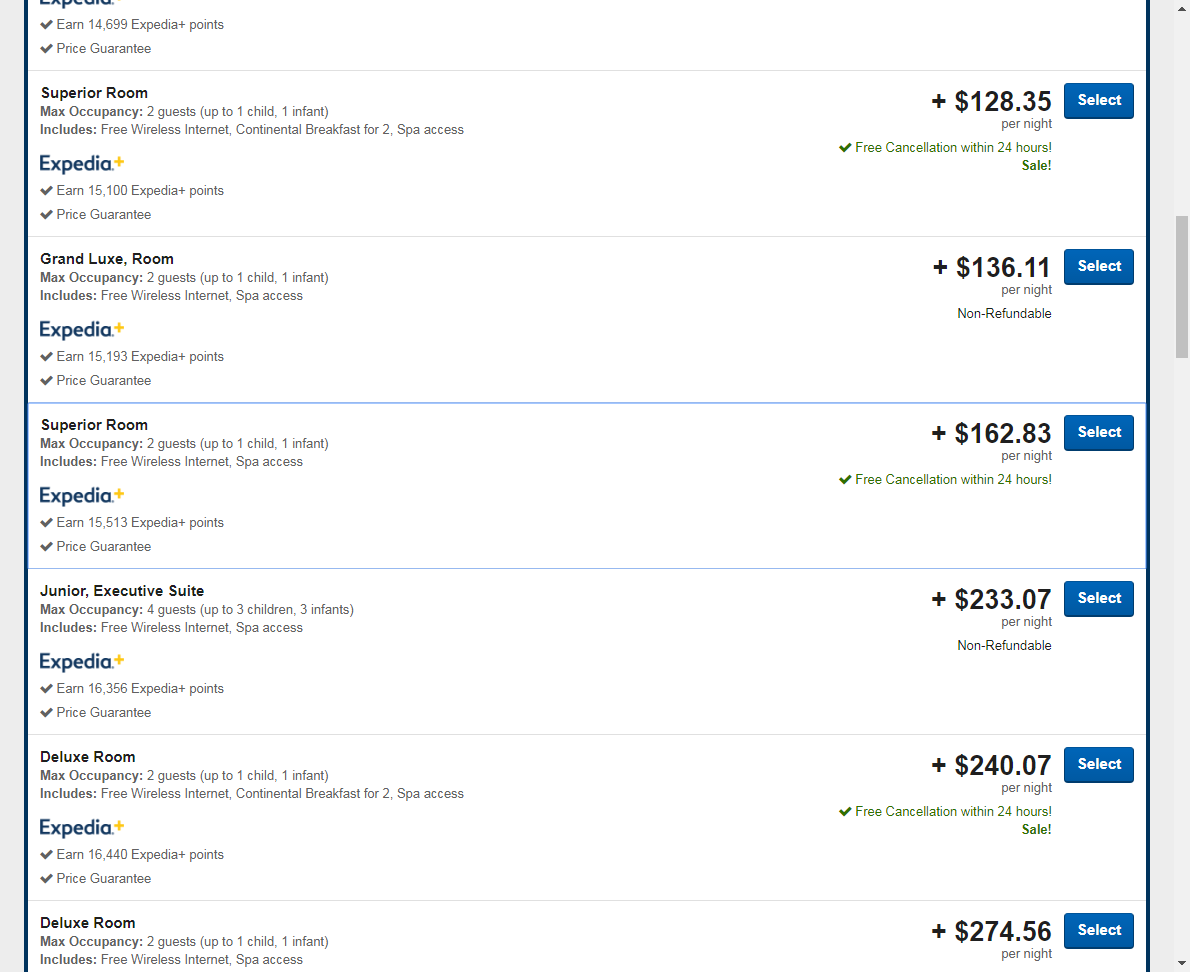 Expedia.+
Earn 14,699 Expedia+ points
Price Guarantee
Superior Room
Max Occupancy: 2 guests (up to 1 child, 1 infant)
Includes: Free Wireless Internet, Continental Breakfast for 2, Spa access
+ $128.35
per night
Free Cancellation within 24 hours!
Sale!
Select
Expedia.+
Earn 15,100 Expedia+ points
Price Guarantee
Grand Luxe, Room
Max Occupancy: 2 guests (up to 1 child, 1 infant)
Includes: Free Wireless Internet, Spa access
+ $136.11
per night
Non-Refundable
Select
Expedia.+
Earn 15,193 Expedia+ points
Price Guarantee
Superior Room
Max Occupancy: 2 guests (up to 1 child, 1 infant)
Includes: Free Wireless Internet, Spa access
+ $162.83
per night
Free Cancellation within 24 hours!
Select
Expedia.+
Earn 15,513 Expedia+ points
Price Guarantee
Junior, Executive Suite
Max Occupancy: 4 guests (up to 3 children, 3 infants)
Includes: Free Wireless Internet, Spa access
+ $233.07
per night
Non-Refundable
Select
Expedia.+
Earn 16,356 Expedia+ points
Price Guarantee
Deluxe Room
Max Occupancy: 2 guests (up to 1 child, 1 infant)
Includes: Free Wireless Internet, Continental Breakfast for 2, Spa access
+ $240.07
per night
Free Cancellation within 24 hours!
Sale!
Select
Expedia.+
Earn 16,440 Expedia+ points
Price Guarantee
Deluxe Room
Max Occupancy: 2 guests (up to 1 child, 1 infant)
Includes: Free Wireless Internet, Spa access
+ $274.56
per night
Select